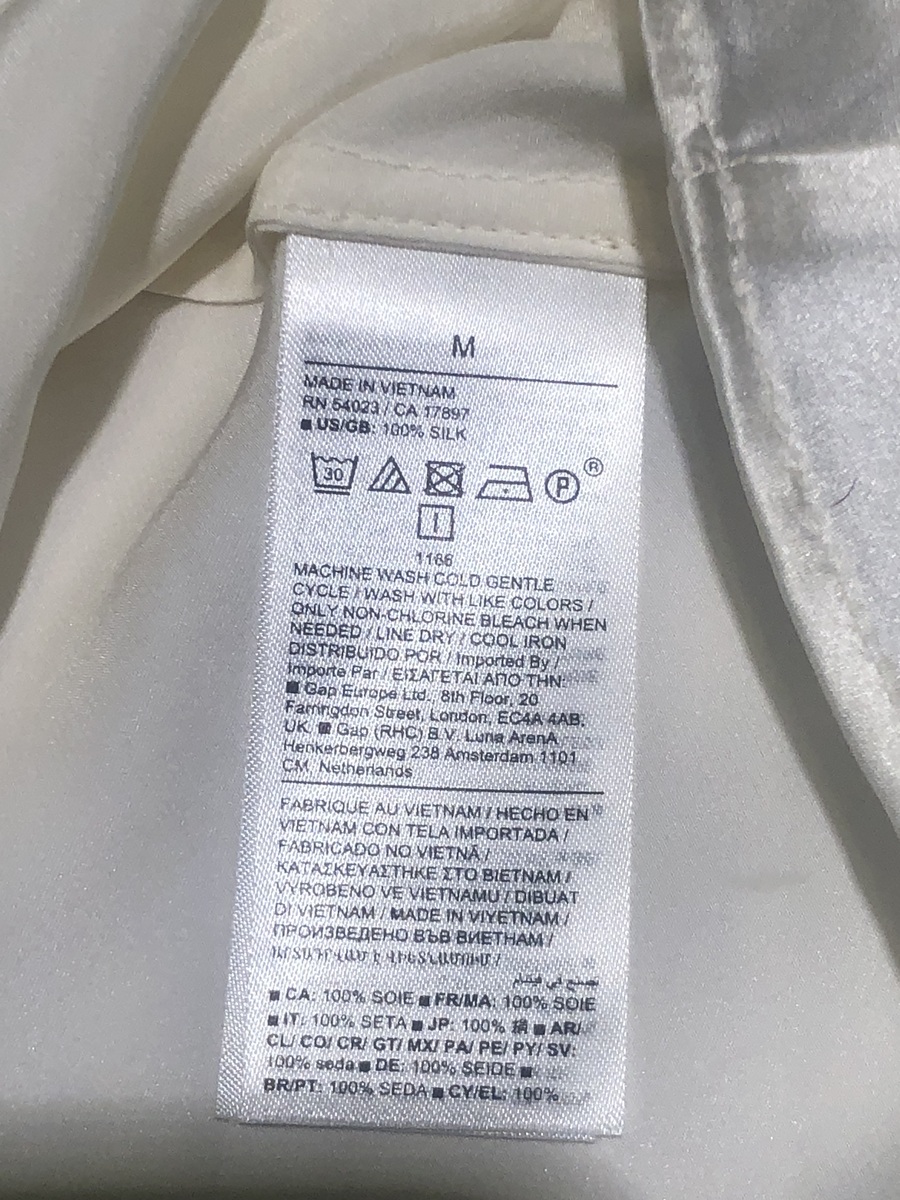 M
MADE IN VIETNAM
RN 54023 / CA 17897
■ US/GB: 100% SILK
30 P ®
1166
MACHINE WASH COLD GENTLE
CYCLE / WASH WITH LIKE COLORS /
ONLY NON-CHLORINE BLEACH WHEN
NEEDED / LINE DRY / COOL IRON
DISTRIBUIDO POR / Imported By /
Importé Par / ΕΙΣΑΓΕΤΑΙ ΑΠΟ ΤΗΝ:
■ Gap Europe Ltd., 8th Floor, 20
Farringdon Street, London, EC4A 4AB,
UK. ■ Gap (RHC) B.V. Luna ArenA,
Henkerbergweg 238 Amsterdam 1101
CM, Netherlands
FABRIQUÉ AU VIETNAM / HECHO EN
VIETNAM CON TELA IMPORTADA /
FABRICADO NO VIETNÃ /
ΚΑΤΑΣΚΕΥΑΣΤΗΚΕ ΣΤΟ ΒΙΕΤΝΑΜ /
VYROBENO VE VIETNAMU / DIBUAT
DI VIETNAM / MADE IN VIYETNAM /
ПРОИЗВЕДЕНО ВЪВ ВИЕТНАМ /
صنع في فيتنام
■ CA: 100% SOIE ■ FR/MA: 100% SOIE
■ IT: 100% SETA ■ JP: 100% 絹 ■ AR/
CL/ CO/ CR/ GT/ MX/ PA/ PE/ PY/ SV:
100% seda ■ DE: 100% SEIDE ■
BR/PT: 100% SEDA ■ CY/EL: 100%